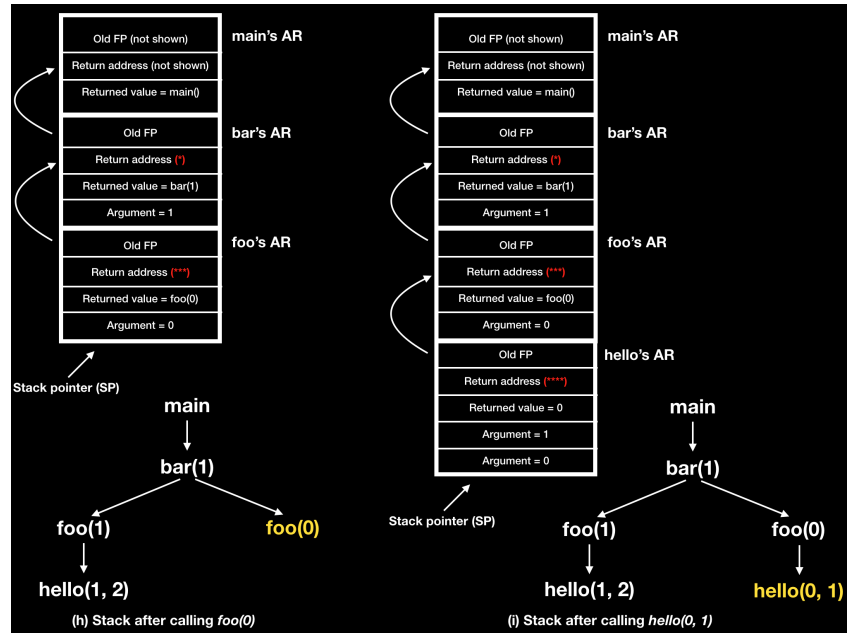 Old FP (not shown)
main's AR
Return address (not shown)
Returned value = main()
Old FP
bar's AR
Return address (*)
Returned value = bar(1)
Argument = 1
Old FP
foo's AR
Return address (***)
Returned value = foo(0)
Argument = 0
Stack pointer (SP)
main
bar(1)
foo(1)
foo(0)
hello(1, 2)
(h) Stack after calling foo(0)
Old FP (not shown)
main's AR
Return address (not shown)
Returned value = main()
Old FP
bar's AR
Return address (*)
Returned value = bar(1)
Argument = 1
Old FP
foo's AR
Return address (***)
Returned value = foo(0)
Argument = 0
Old FP
hello's AR
Return address (****)
Returned value = 0
Argument = 1
Argument = 0
Stack pointer (SP)
main
bar(1)
foo(1)
foo(0)
hello(1, 2)
hello(0, 1)
(i) Stack after calling hello(0, 1)